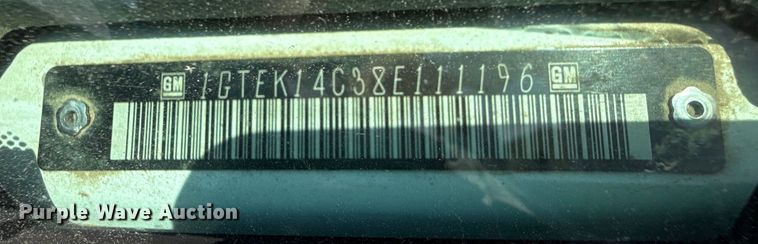 GM 1GTEK14C38E111196 GM
Purple Wave Auction